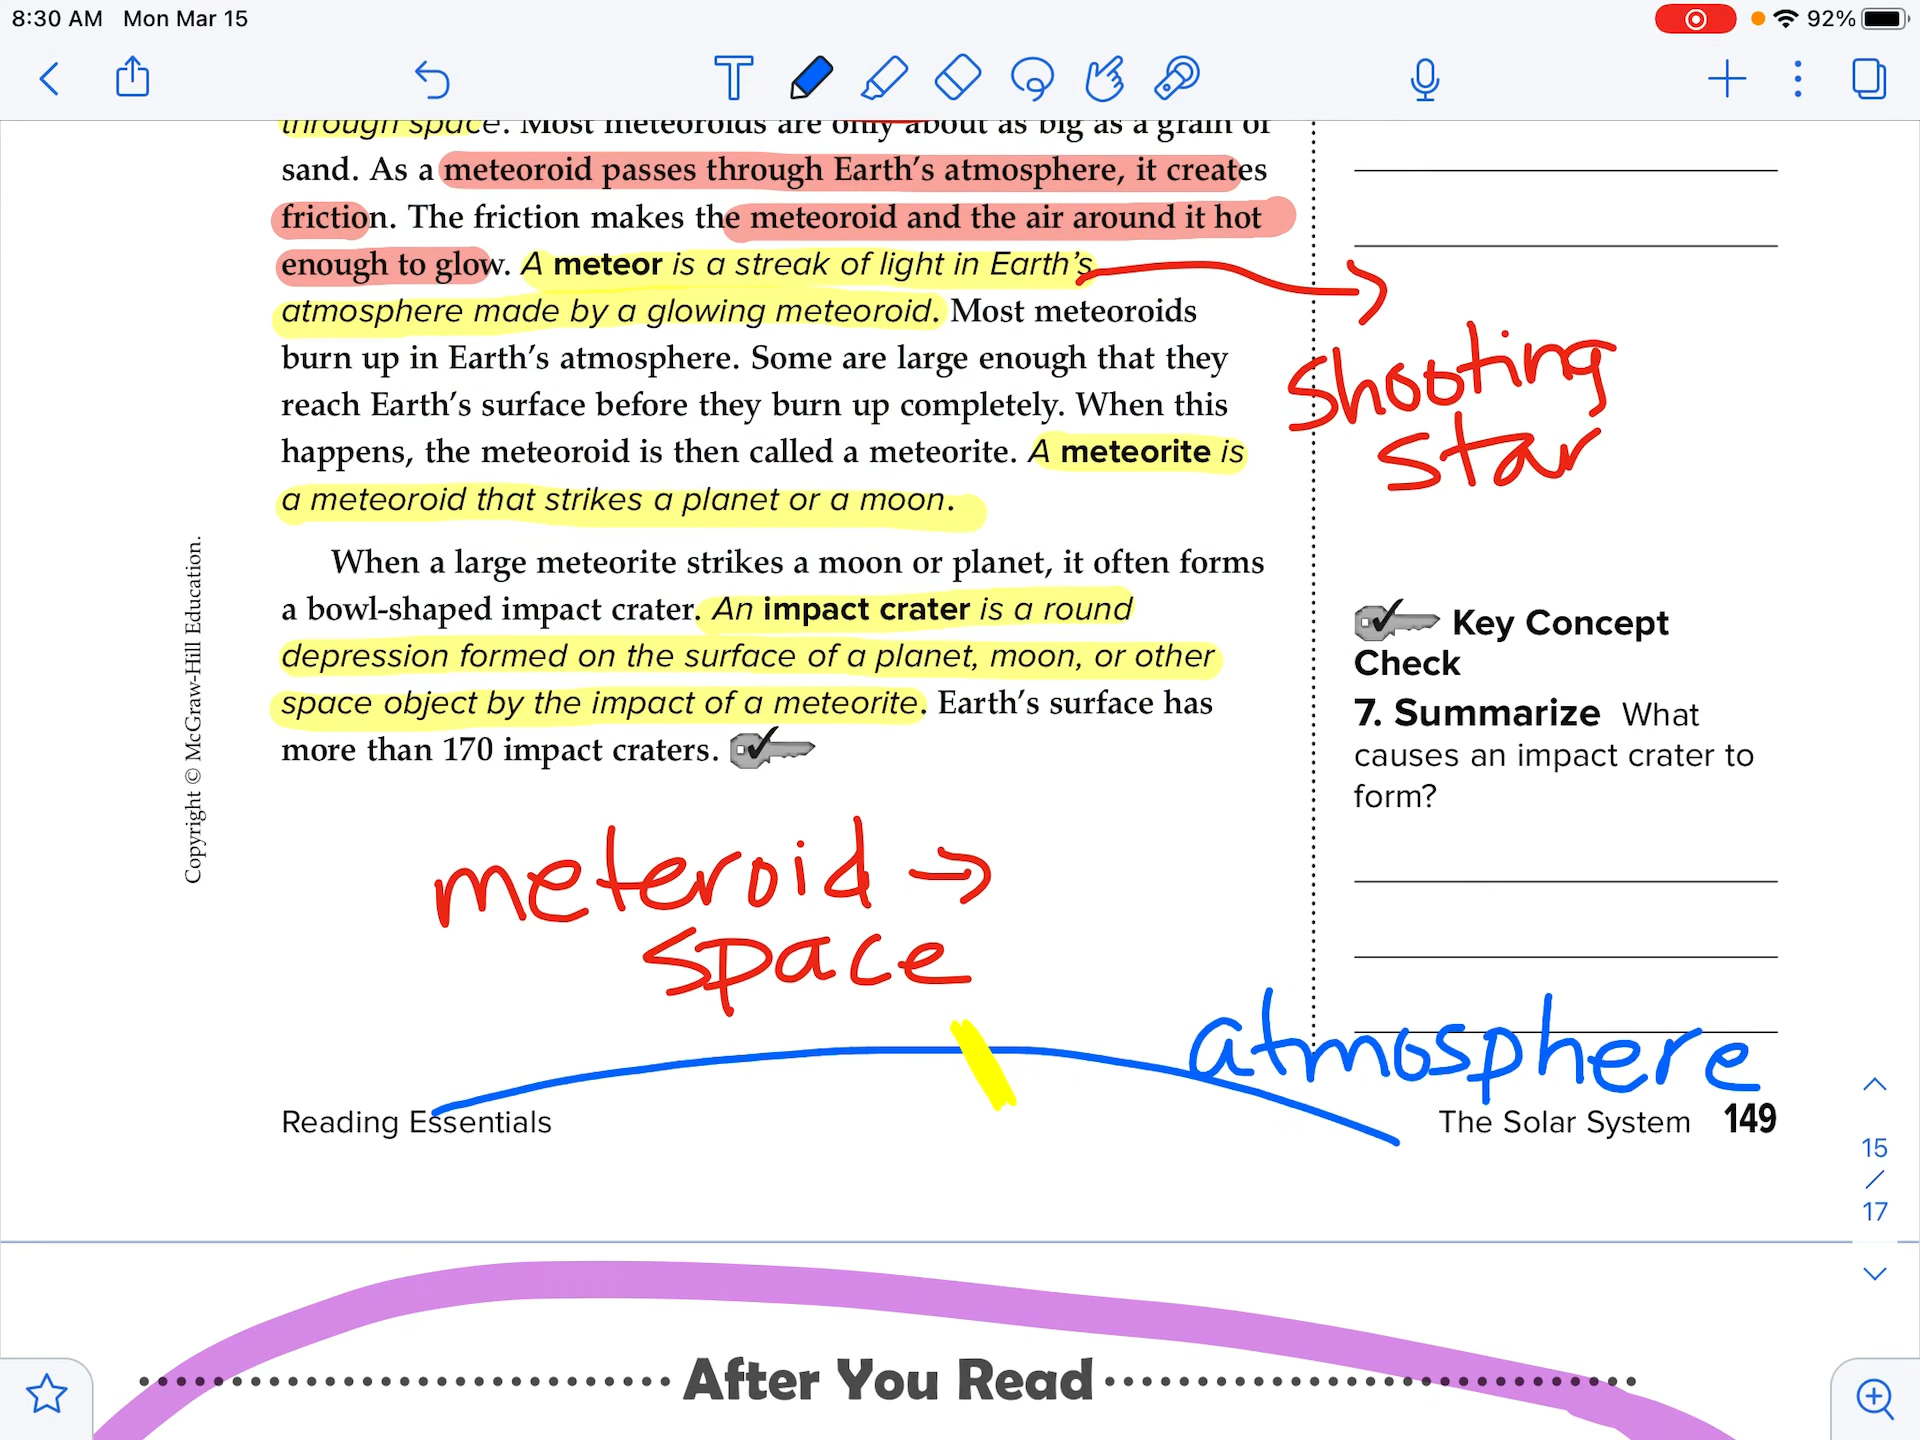 8:30 AM Mon Mar 15
92%
through space. Most meteoroids are only about as big as a grain of
sand. As a meteoroid passes through Earth's atmosphere, it creates
friction. The friction makes the meteoroid and the air around it hot
enough to glow. A meteor is a streak of light in Earth's
atmosphere made by a glowing meteoroid. Most meteoroids
burn up in Earth's atmosphere. Some are large enough that they
reach Earth's surface before they burn up completely. When this
happens, the meteoroid is then called a meteorite. A meteorite is
a meteoroid that strikes a planet or a moon.
When a large meteorite strikes a moon or planet, it often forms
a bowl-shaped impact crater. An impact crater is a round
depression formed on the surface of a planet, moon, or other
space object by the impact of a meteorite. Earth's surface has
more than 170 impact craters.
shooting
star
Key Concept
Check
7. Summarize What
causes an impact crater to
form?
Copyright © McGraw-Hill Education.
meteroid →
space
atmosphere
Reading Essentials
The Solar System 149
15
/
17
After You Read